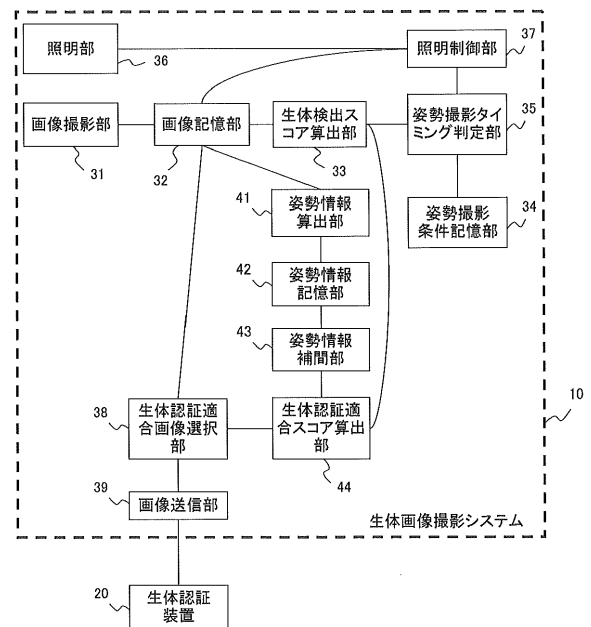 照明部
36
照明制御部
37
画像撮影部
31
画像記憶部
32
生体検出ス
コア算出部
33
姿勢撮影タイ
ミング判定部
35
41
姿勢情報
算出部
姿勢撮影
条件記憶部
34
42
姿勢情報
記憶部
43
姿勢情報
補間部
38
生体認証適
合画像選択
部
生体認証適
合スコア算出
部
44
10
39
画像送信部
生体画像撮影システム
20
生体認証
装置